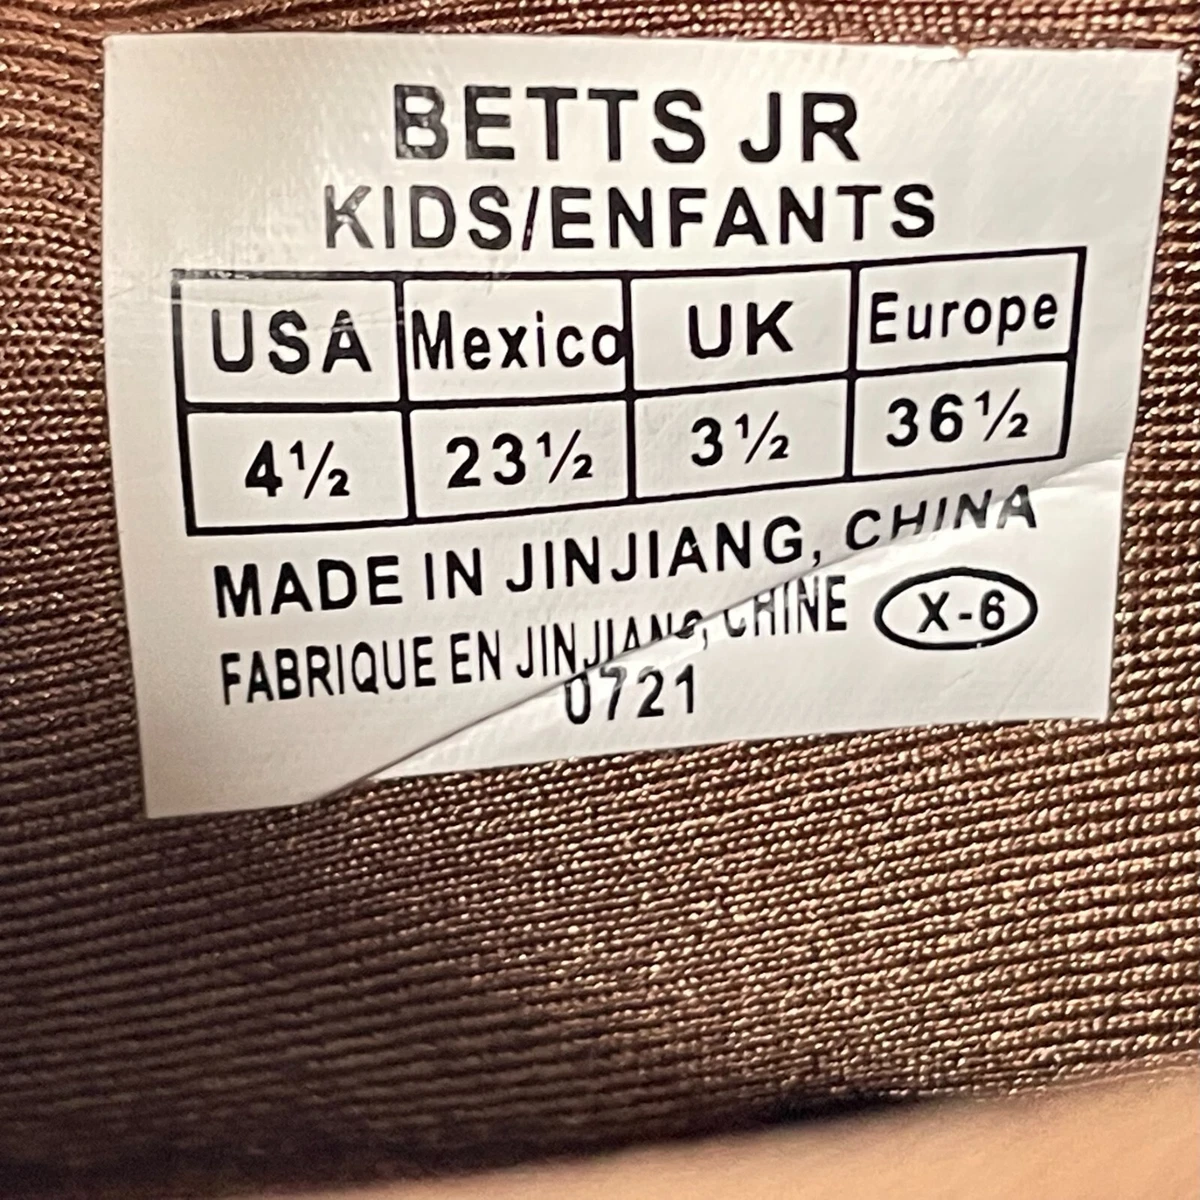 BETTS JR
KIDS/ENFANTS
USA Mexico UK Europe
4½ 23½ 3½ 36½
MADE IN JINJIANG, CHINA
FABRIQUE EN JINJIANG, CHINE X-6
0721